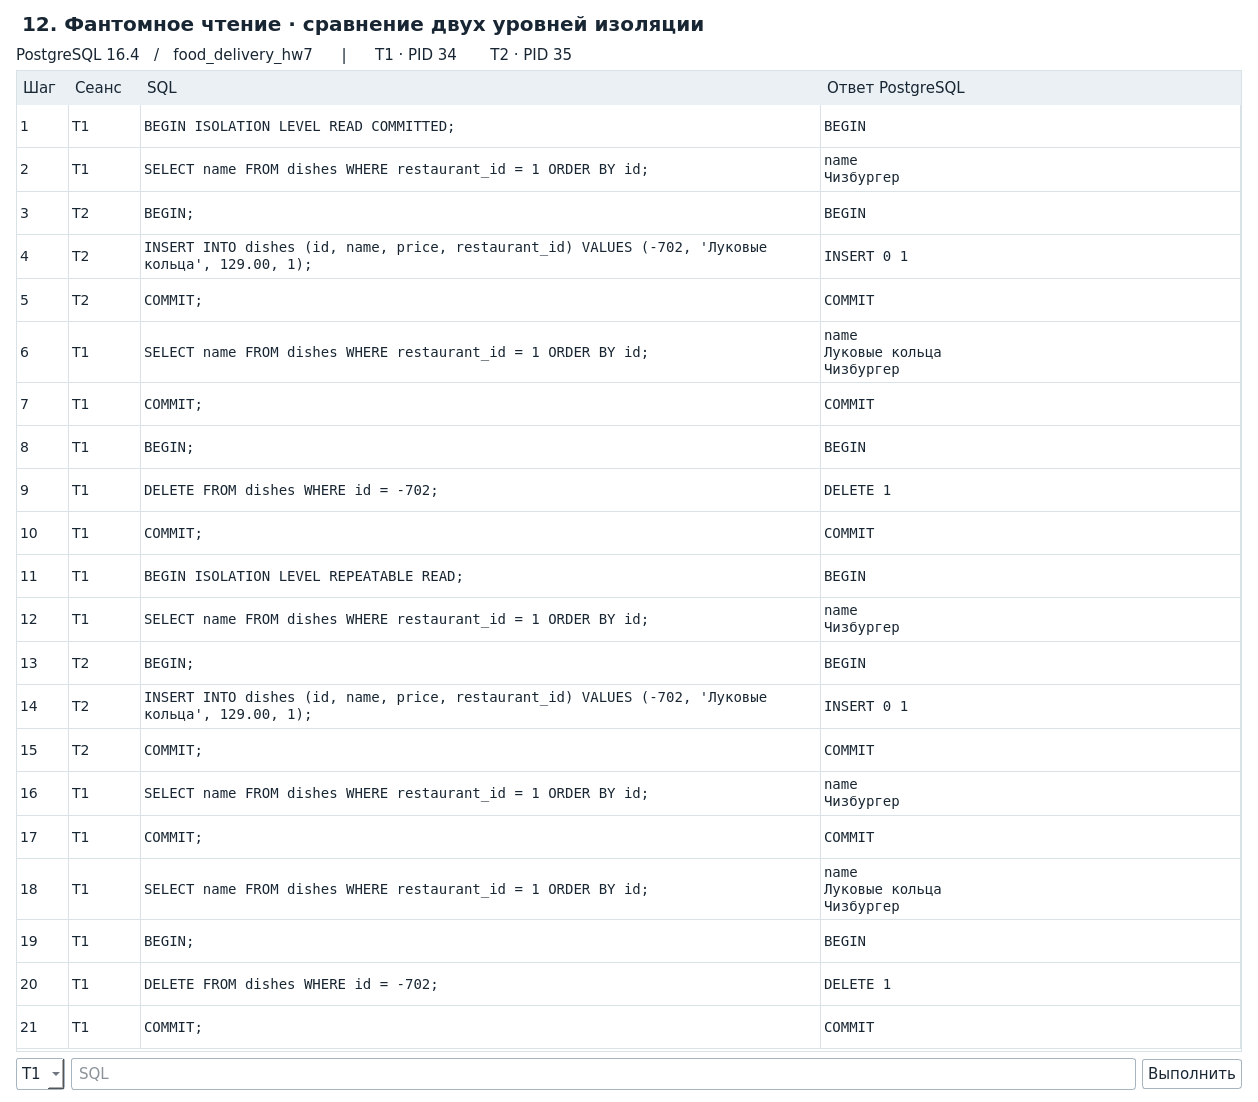 12. Фантомное чтение · сравнение двух уровней изоляции
PostgreSQL 16.4 / food_delivery_hw7 | T1 · PID 34 T2 · PID 35
Шаг Сеанс SQL Ответ PostgreSQL
1 T1 BEGIN ISOLATION LEVEL READ COMMITTED; BEGIN
2 T1 SELECT name FROM dishes WHERE restaurant_id = 1 ORDER BY id; name
Чизбургер
3 T2 BEGIN; BEGIN
4 T2 INSERT INTO dishes (id, name, price, restaurant_id) VALUES (-702, 'Луковые
кольца', 129.00, 1); INSERT 0 1
5 T2 COMMIT; COMMIT
6 T1 SELECT name FROM dishes WHERE restaurant_id = 1 ORDER BY id; name
Луковые кольца
Чизбургер
7 T1 COMMIT; COMMIT
8 T1 BEGIN; BEGIN
9 T1 DELETE FROM dishes WHERE id = -702; DELETE 1
10 T1 COMMIT; COMMIT
11 T1 BEGIN ISOLATION LEVEL REPEATABLE READ; BEGIN
12 T1 SELECT name FROM dishes WHERE restaurant_id = 1 ORDER BY id; name
Чизбургер
13 T2 BEGIN; BEGIN
14 T2 INSERT INTO dishes (id, name, price, restaurant_id) VALUES (-702, 'Луковые
кольца', 129.00, 1); INSERT 0 1
15 T2 COMMIT; COMMIT
16 T1 SELECT name FROM dishes WHERE restaurant_id = 1 ORDER BY id; name
Чизбургер
17 T1 COMMIT; COMMIT
18 T1 SELECT name FROM dishes WHERE restaurant_id = 1 ORDER BY id; name
Луковые кольца
Чизбургер
19 T1 BEGIN; BEGIN
20 T1 DELETE FROM dishes WHERE id = -702; DELETE 1
21 T1 COMMIT; COMMIT
T1 SQL Выполнить